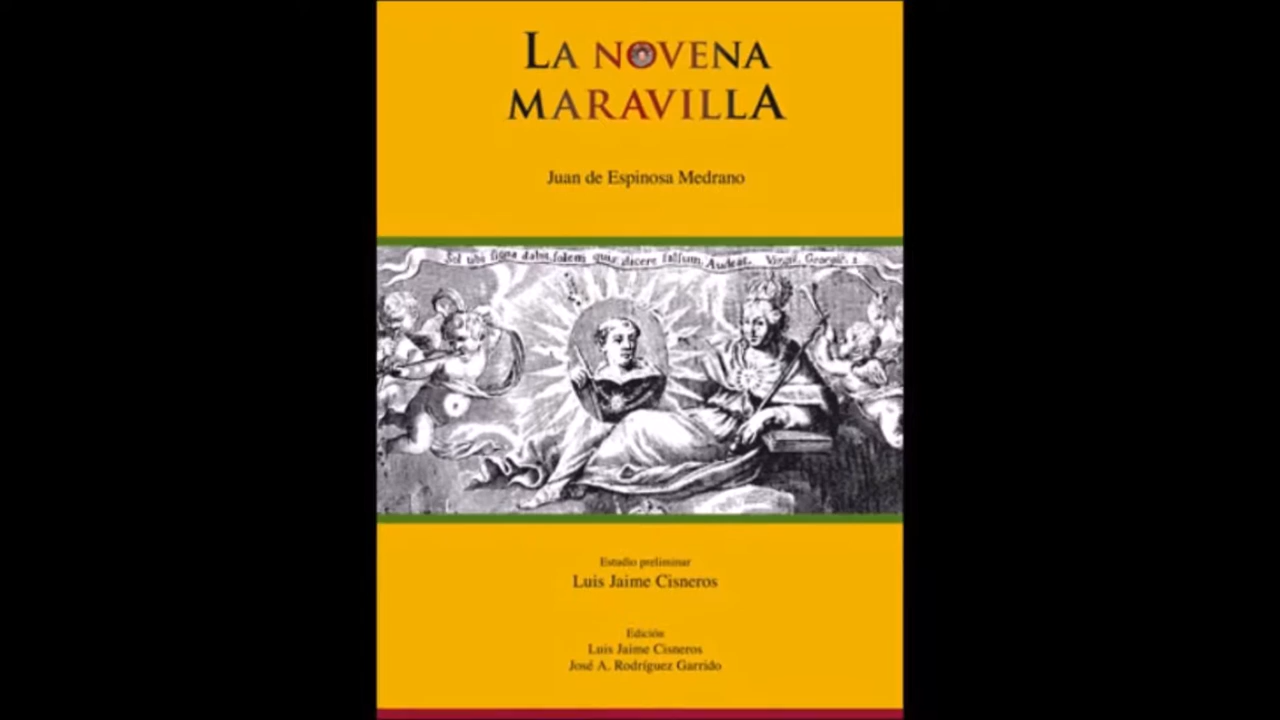 LA NOVENA
MARAVILLA
Juan de Espinosa Medrano
Sol ubi signa dabit, solem quis dicere falsum. Audeat. Virgil. Georgic. 1
Estudio preliminar
Luis Jaime Cisneros
Edición
Luis Jaime Cisneros
José A. Rodríguez Garrido